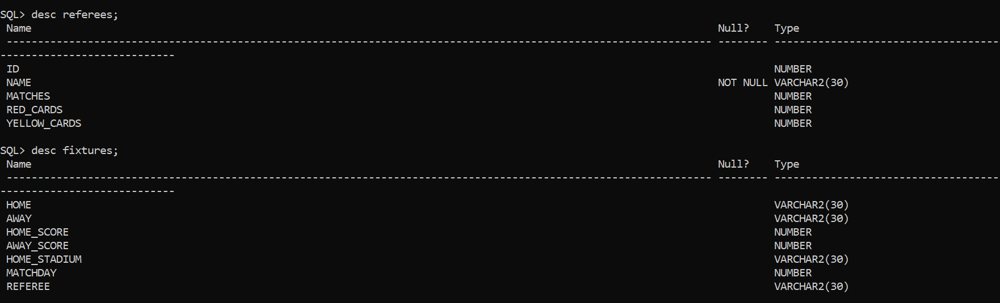 SQL> desc referees;
Name Null? Type
----------------------------------------------------------------------------------------------------------------- -------- ------------------------------------
----------------------------
ID NUMBER
NAME NOT NULL VARCHAR2(30)
MATCHES NUMBER
RED_CARDS NUMBER
YELLOW_CARDS NUMBER
SQL> desc fixtures;
Name Null? Type
----------------------------------------------------------------------------------------------------------------- -------- ------------------------------------
----------------------------
HOME VARCHAR2(30)
AWAY VARCHAR2(30)
HOME_SCORE NUMBER
AWAY_SCORE NUMBER
HOME_STADIUM VARCHAR2(30)
MATCHDAY NUMBER
REFEREE VARCHAR2(30)